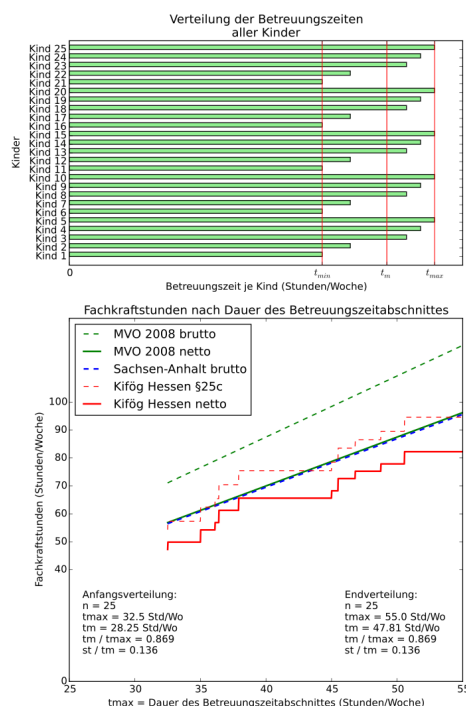 Verteilung der Betreuungszeiten
aller Kinder
Kinder
Kind 25
Kind 24
Kind 23
Kind 22
Kind 21
Kind 20
Kind 19
Kind 18
Kind 17
Kind 16
Kind 15
Kind 14
Kind 13
Kind 12
Kind 11
Kind 10
Kind 9
Kind 8
Kind 7
Kind 6
Kind 5
Kind 4
Kind 3
Kind 2
Kind 1
0 tmin tm tmax
Betreuungszeit je Kind (Stunden/Woche)
Fachkraftstunden nach Dauer des Betreuungszeitabschnittes
MVO 2008 brutto
MVO 2008 netto
Sachsen-Anhalt brutto
Kifög Hessen §25c
Kifög Hessen netto
Fachkraftstunden (Stunden/Woche)
100
90
80
70
60
50
40
0
Anfangsverteilung:
n = 25
tmax = 32.5 Std/Wo
tm = 28.25 Std/Wo
tm / tmax = 0.869
st / tm = 0.136
Endverteilung:
n = 25
tmax = 55.0 Std/Wo
tm = 47.81 Std/Wo
tm / tmax = 0.869
st / tm = 0.136
25 30 35 40 45 50 55
tmax = Dauer des Betreuungszeitabschnittes (Stunden/Woche)